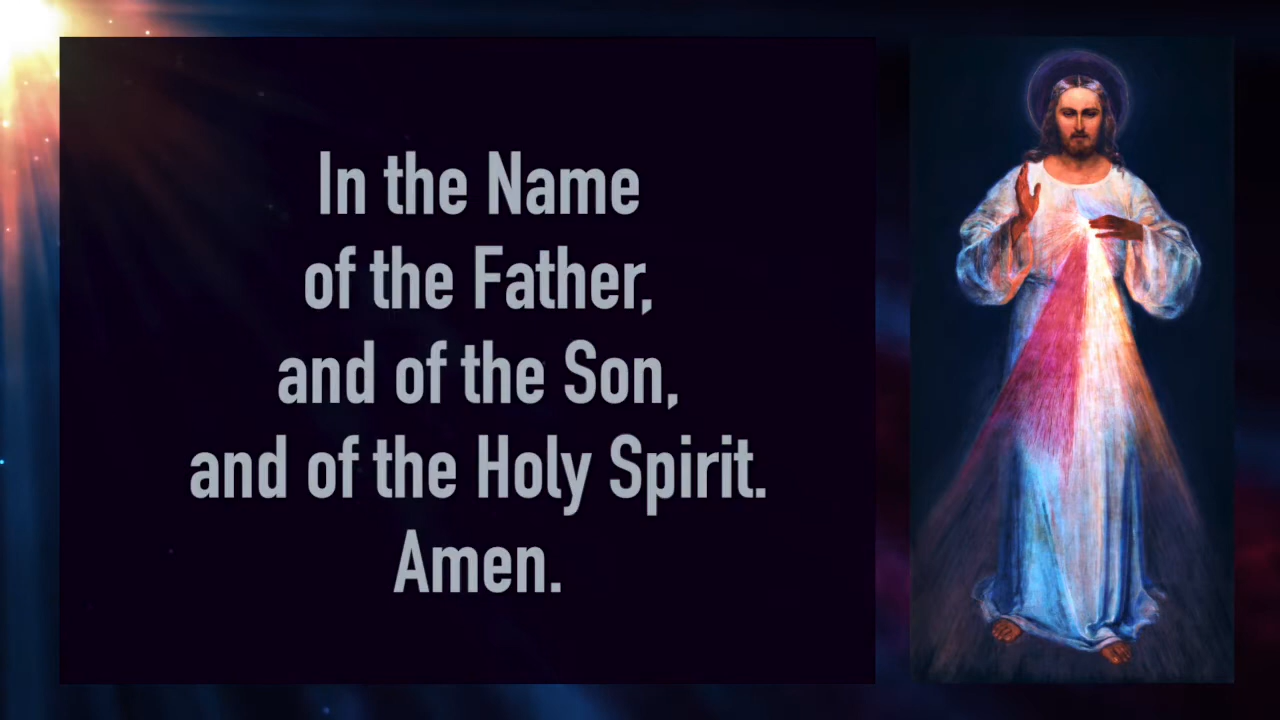 In the Name
of the Father,
and of the Son,
and of the Holy Spirit.
Amen.